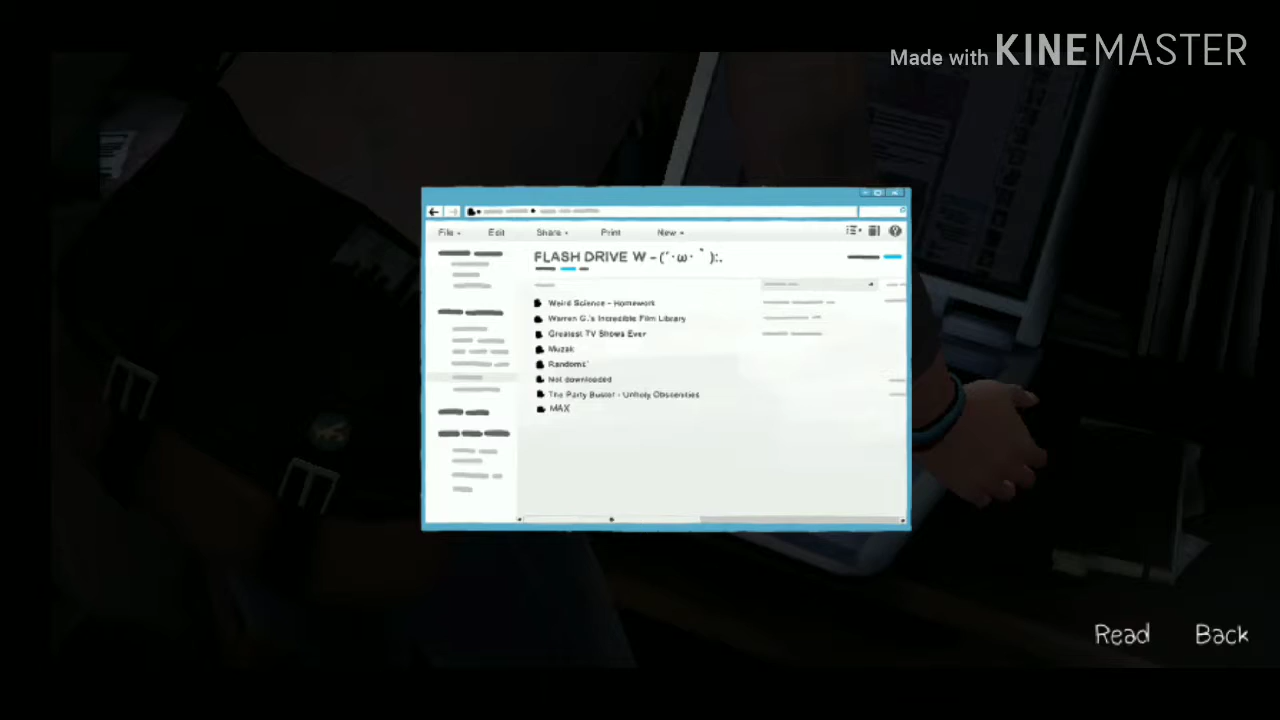 Made with KINEMASTER
File Edit Share Print New
FLASH DRIVE W -(´･ω･｀):.
Weird Science - Homework
Warren G.'s Incredible Film Library
Greatest TV Shows Ever
Muzak
Randoms'
Not downloaded
The Party Buster - Unholy Obscenities
MAX
Read Back